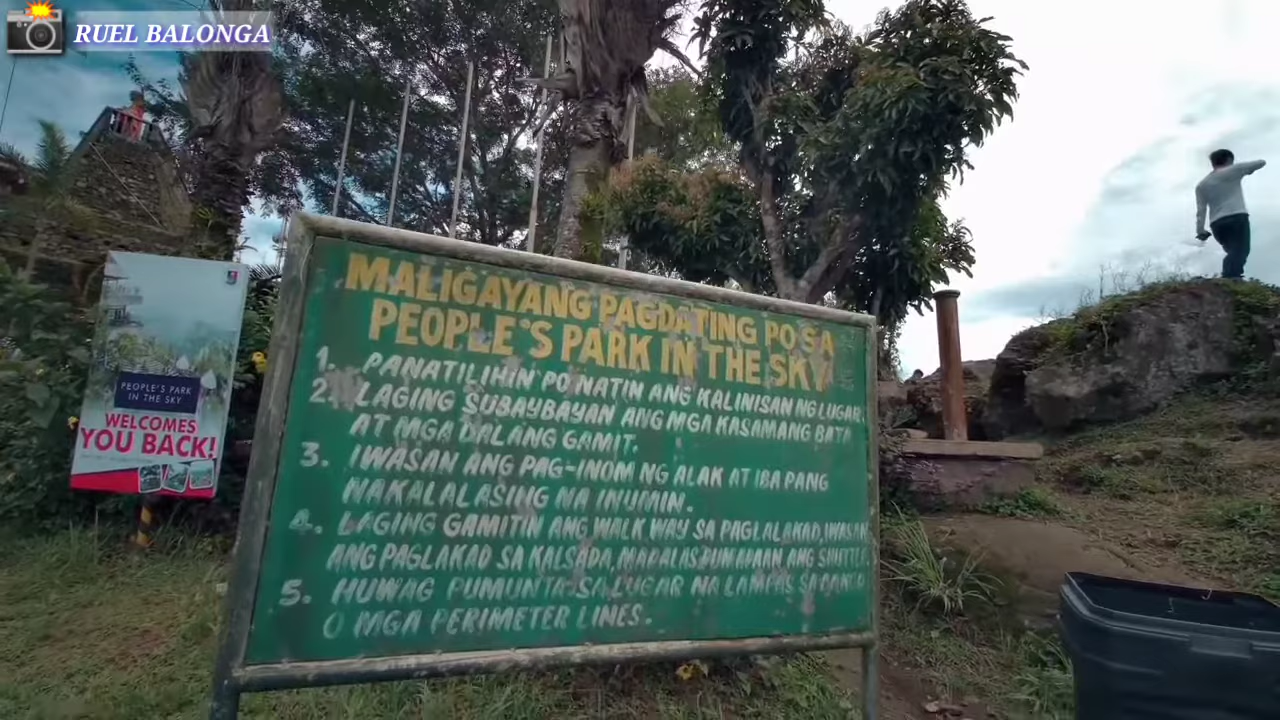 RUEL BALONGA
MALIGAYANG PAGDATING PO SA
PEOPLE'S PARK IN THE SKY
1. PANATILIHIN PO NATIN ANG KALINISAN NG LUGAR
2. LAGING SUBAYBAYAN ANG MGA KASAMANG BATA
AT MGA DALANG GAMIT.
3. IWASAN ANG PAG-INOM NG ALAK AT IBA PANG
NAKALALASING NA INUMIN.
4. LAGING GAMITIN ANG WALK WAY SA PAGLALAKAD, IWASAN
ANG PAGLAKAD SA KALSADA, MADALAS DUMAAAN ANG SHUTTLE
5. HUWAG PUMUNTA SA LUGAR NA LAMPAS SA
O MGA PERIMETER LINES.
PEOPLE'S PARK
IN THE SKY
WELCOMES
YOU BACK!